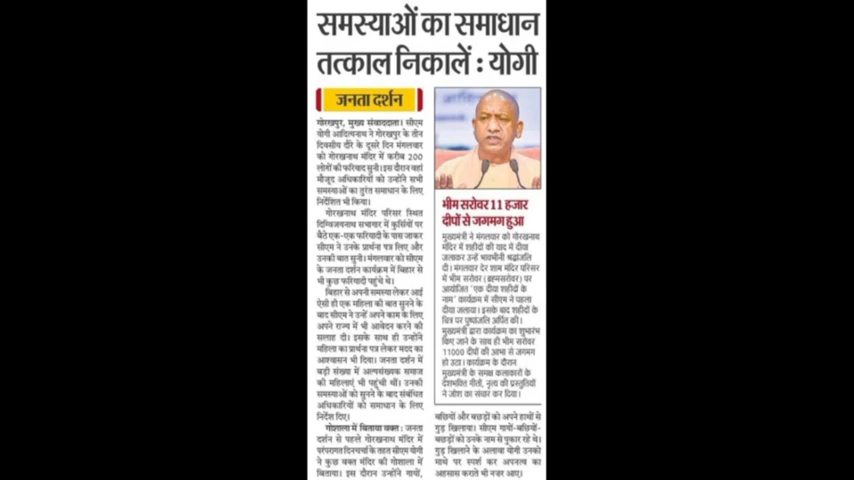 समस्याओं का समाधान
तत्काल निकालें : योगी
जनता दर्शन
गोरखपुर, मुख्य संवाददाता। सीएम
योगी आदित्यनाथ ने गोरखपुर के तीन
दिवसीय दौरे के दूसरे दिन मंगलवार
को गोरखनाथ मंदिर में करीब 200
लोगों की फरियाद सुनी। इस दौरान वहां
मौजूद अधिकारियों को उन्होंने सभी
समस्याओं का तुरंत समाधान के लिए
निर्देशित भी किया।
गोरखनाथ मंदिर परिसर स्थित
दिग्विजयनाथ सभागार में कुर्सियों पर
बैठे एक-एक फरियादी के पास जाकर
सीएम ने उनके प्रार्थना पत्र लिए और
उनकी बात सुनी। मंगलवार को सीएम
के जनता दर्शन कार्यक्रम में बिहार से
भी कुछ फरियादी पहुंचे थे।
बिहार से अपनी समस्या लेकर आई
ऐसी ही एक महिला की बात सुनने के
बाद सीएम ने उन्हें अपने काम के लिए
अपने राज्य में भी आवेदन करने की
सलाह दी। इसके साथ ही उन्होंने
महिला का प्रार्थना पत्र लेकर मदद का
आश्वासन भी दिया। जनता दर्शन में
बड़ी संख्या में अल्पसंख्यक समाज
की महिलाएं भी पहुंची थीं। उनकी
समस्याओं को सुनने के बाद संबंधित
अधिकारियों को समाधान के लिए
निर्देश दिए।
गोशाला में बिताया वक्त : जनता
दर्शन से पहले गोरखनाथ मंदिर में
परंपरागत दिनचर्या के तहत सीएम योगी
ने कुछ वक्त मंदिर की गोशाला में
बिताया। इस दौरान उन्होंने गायों,
भीम सरोवर 11 हजार
दीपों से जगमग हुआ
मुख्यमंत्री ने मंगलवार को गोरखनाथ
मंदिर में शहीदों की याद में दीया
जलाकर उन्हें भावभीनी श्रद्धांजलि
दी। मंगलवार देर शाम मंदिर परिसर
में भीम सरोवर (ब्रह्मसरोवर) पर
आयोजित 'एक दीया शहीदों के
नाम' कार्यक्रम में सीएम ने पहला
दीया जलाया। इसके बाद शहीदों के
चित्र पर पुष्पांजलि अर्पित की।
मुख्यमंत्री द्वारा कार्यक्रम का शुभारंभ
किए जाने के साथ ही भीम सरोवर
11000 दीपों की आभा से जगमग
हो उठा। कार्यक्रम के दौरान
मुख्यमंत्री के समक्ष कलाकारों के
देशभक्ति गीतों, नृत्य की प्रस्तुतियों
ने जोश का संचार कर दिया।
बछियों और बछड़ों को अपने हाथों से
गुड़ खिलाया। सीएम गायों-बछियों-
बछड़ों को उनके नाम से पुकार रहे थे।
गुड़ खिलाने के अलावा योगी उनको
माथे पर स्पर्श कर अपनत्व का
अहसास कराते भी नजर आए।